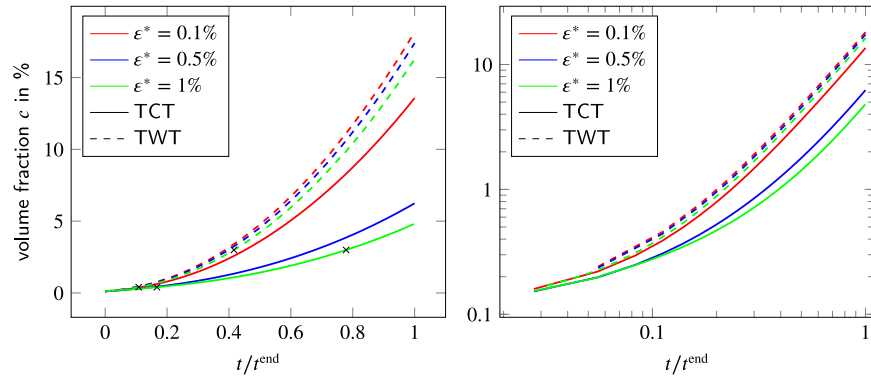 volume fraction c in %
15
10
5
0
ε* = 0.1%
ε* = 0.5%
ε* = 1%
TCT
TWT
0 0.2 0.4 0.6 0.8 1
t/t^end
10
1
0.1
ε* = 0.1%
ε* = 0.5%
ε* = 1%
TCT
TWT
0.1 1
t/t^end